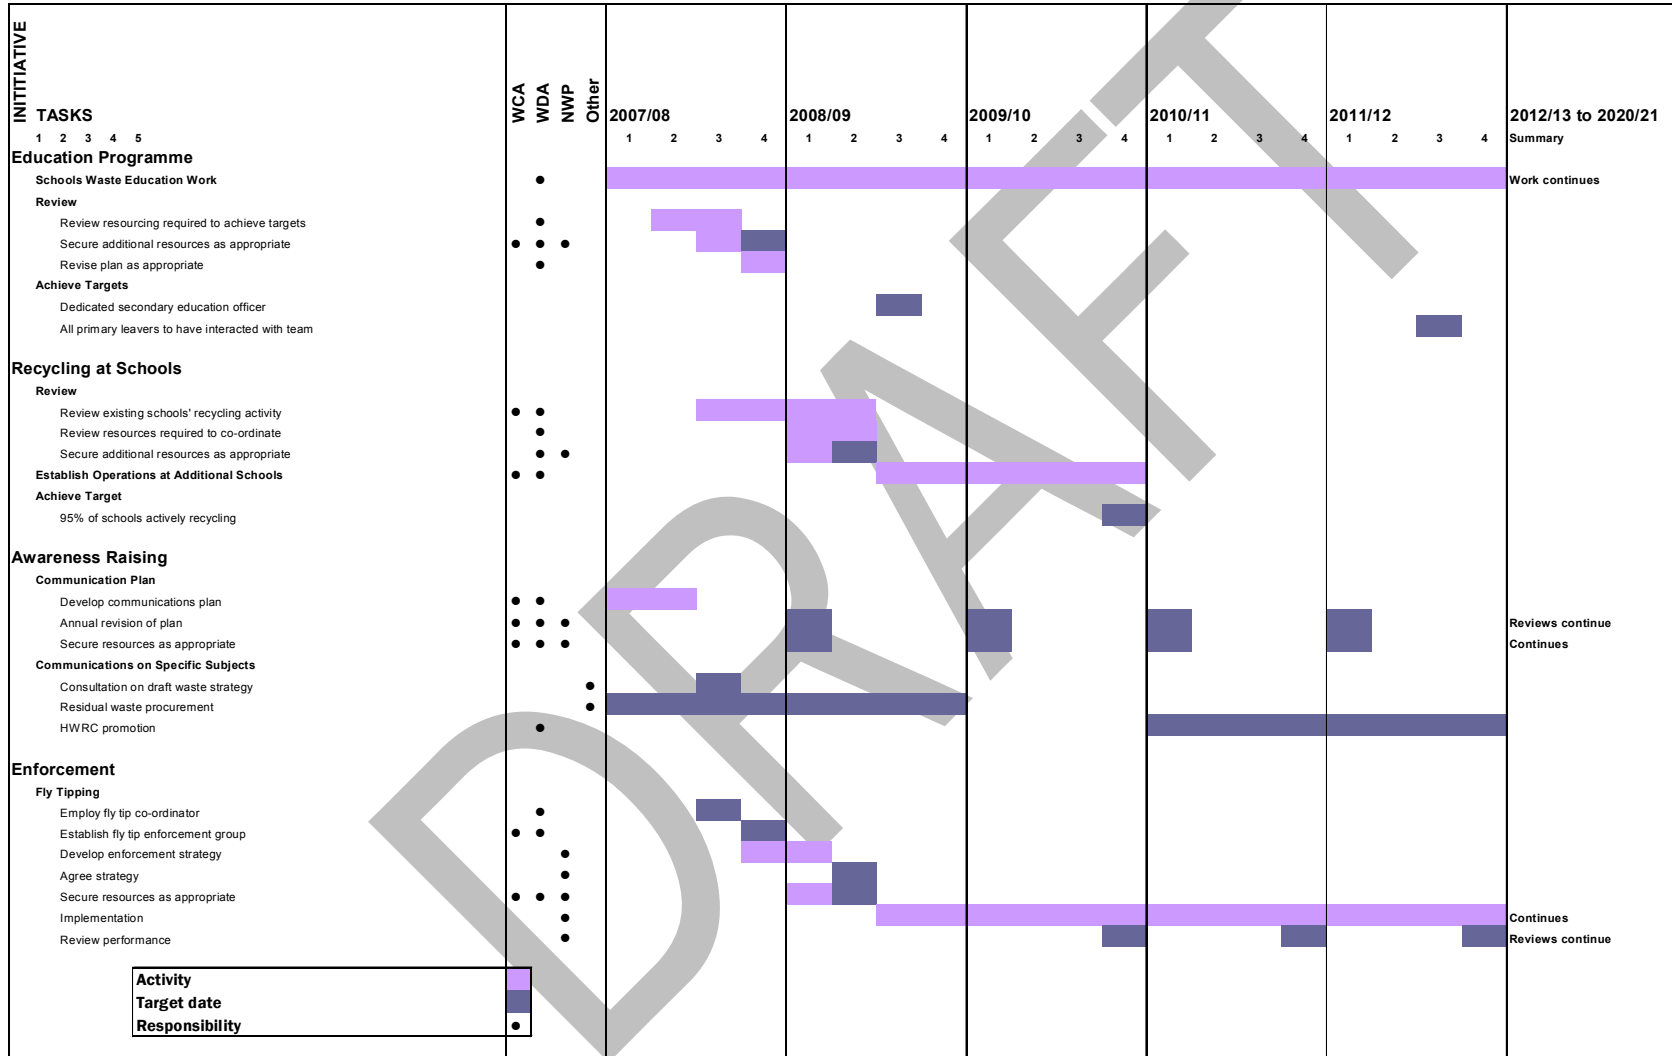 INITIATIVE
TASKS WCA WDA NWP Other 2007/08 2008/09 2009/10 2010/11 2011/12 2012/13 to 2020/21
1 2 3 4 5 1 2 3 4 1 2 3 4 1 2 3 4 1 2 3 4 1 2 3 4 Summary
Education Programme
Schools Waste Education Work ● Work continues
Review
Review resourcing required to achieve targets ●
Secure additional resources as appropriate ● ● ●
Revise plan as appropriate ●
Achieve Targets
Dedicated secondary education officer
All primary leavers to have interacted with team
Recycling at Schools
Review
Review existing schools' recycling activity ● ●
Review resources required to co-ordinate ●
Secure additional resources as appropriate ● ●
Establish Operations at Additional Schools ● ●
Achieve Target
95% of schools actively recycling
Awareness Raising
Communication Plan
Develop communications plan ● ●
Annual revision of plan ● ● ● Reviews continue
Secure resources as appropriate ● ● ● Continues
Communications on Specific Subjects
Consultation on draft waste strategy ●
Residual waste procurement ●
HWRC promotion ●
Enforcement
Fly Tipping
Employ fly tip co-ordinator ●
Establish fly tip enforcement group ● ●
Develop enforcement strategy ●
Agree strategy ●
Secure resources as appropriate ● ● ●
Implementation ● Continues
Review performance ● Reviews continue
Activity
Target date
Responsibility ●
DRAFT